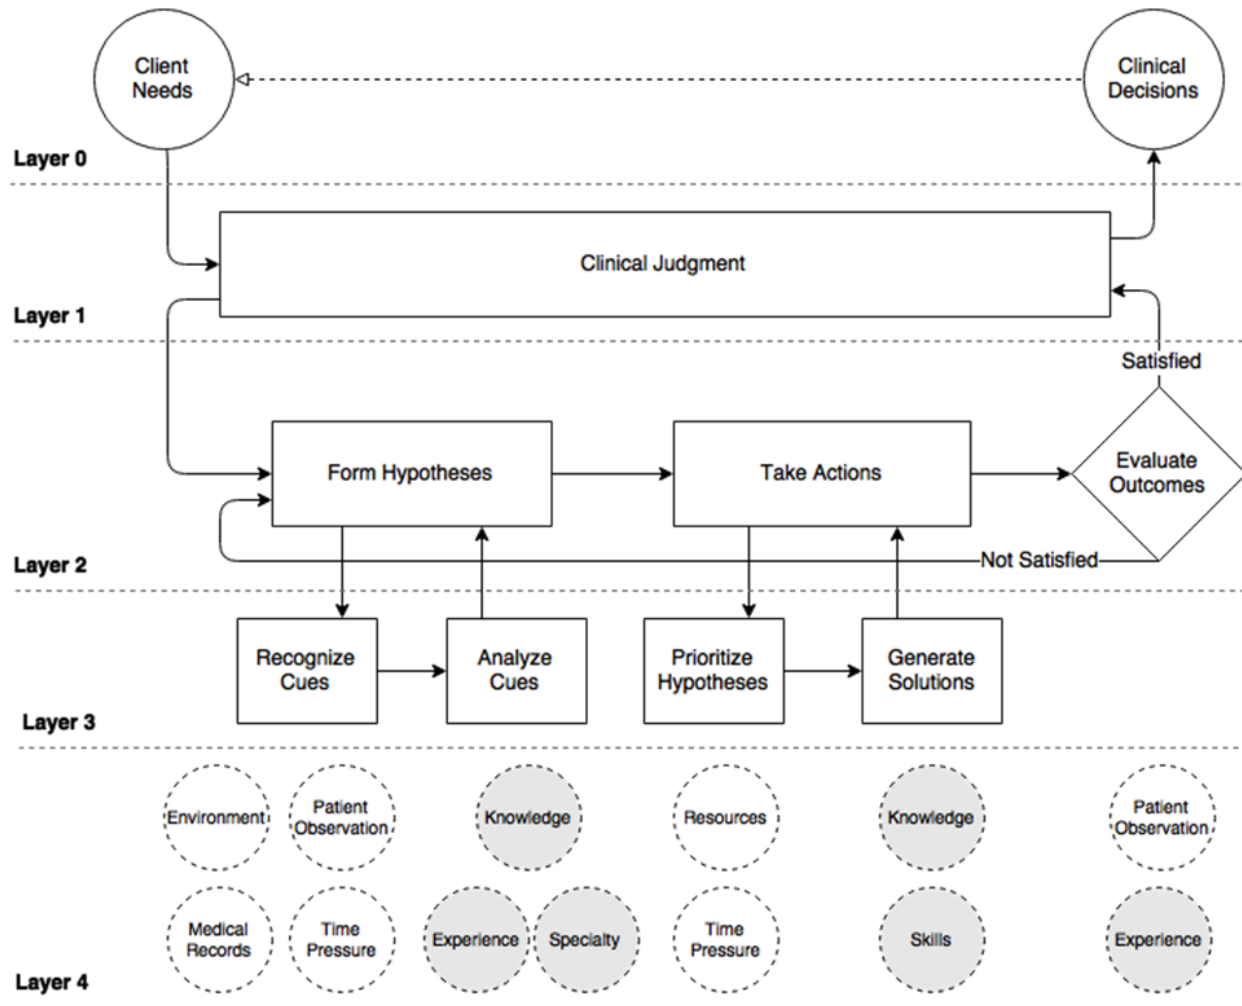 Client
Needs
Clinical
Decisions
Layer 0
Clinical Judgment
Layer 1
Satisfied
Form Hypotheses
Take Actions
Evaluate
Outcomes
Not Satisfied
Layer 2
Recognize
Cues
Analyze
Cues
Prioritize
Hypotheses
Generate
Solutions
Layer 3
Environment
Patient
Observation
Knowledge
Resources
Knowledge
Patient
Observation
Medical
Records
Time
Pressure
Experience
Specialty
Time
Pressure
Skills
Experience
Layer 4